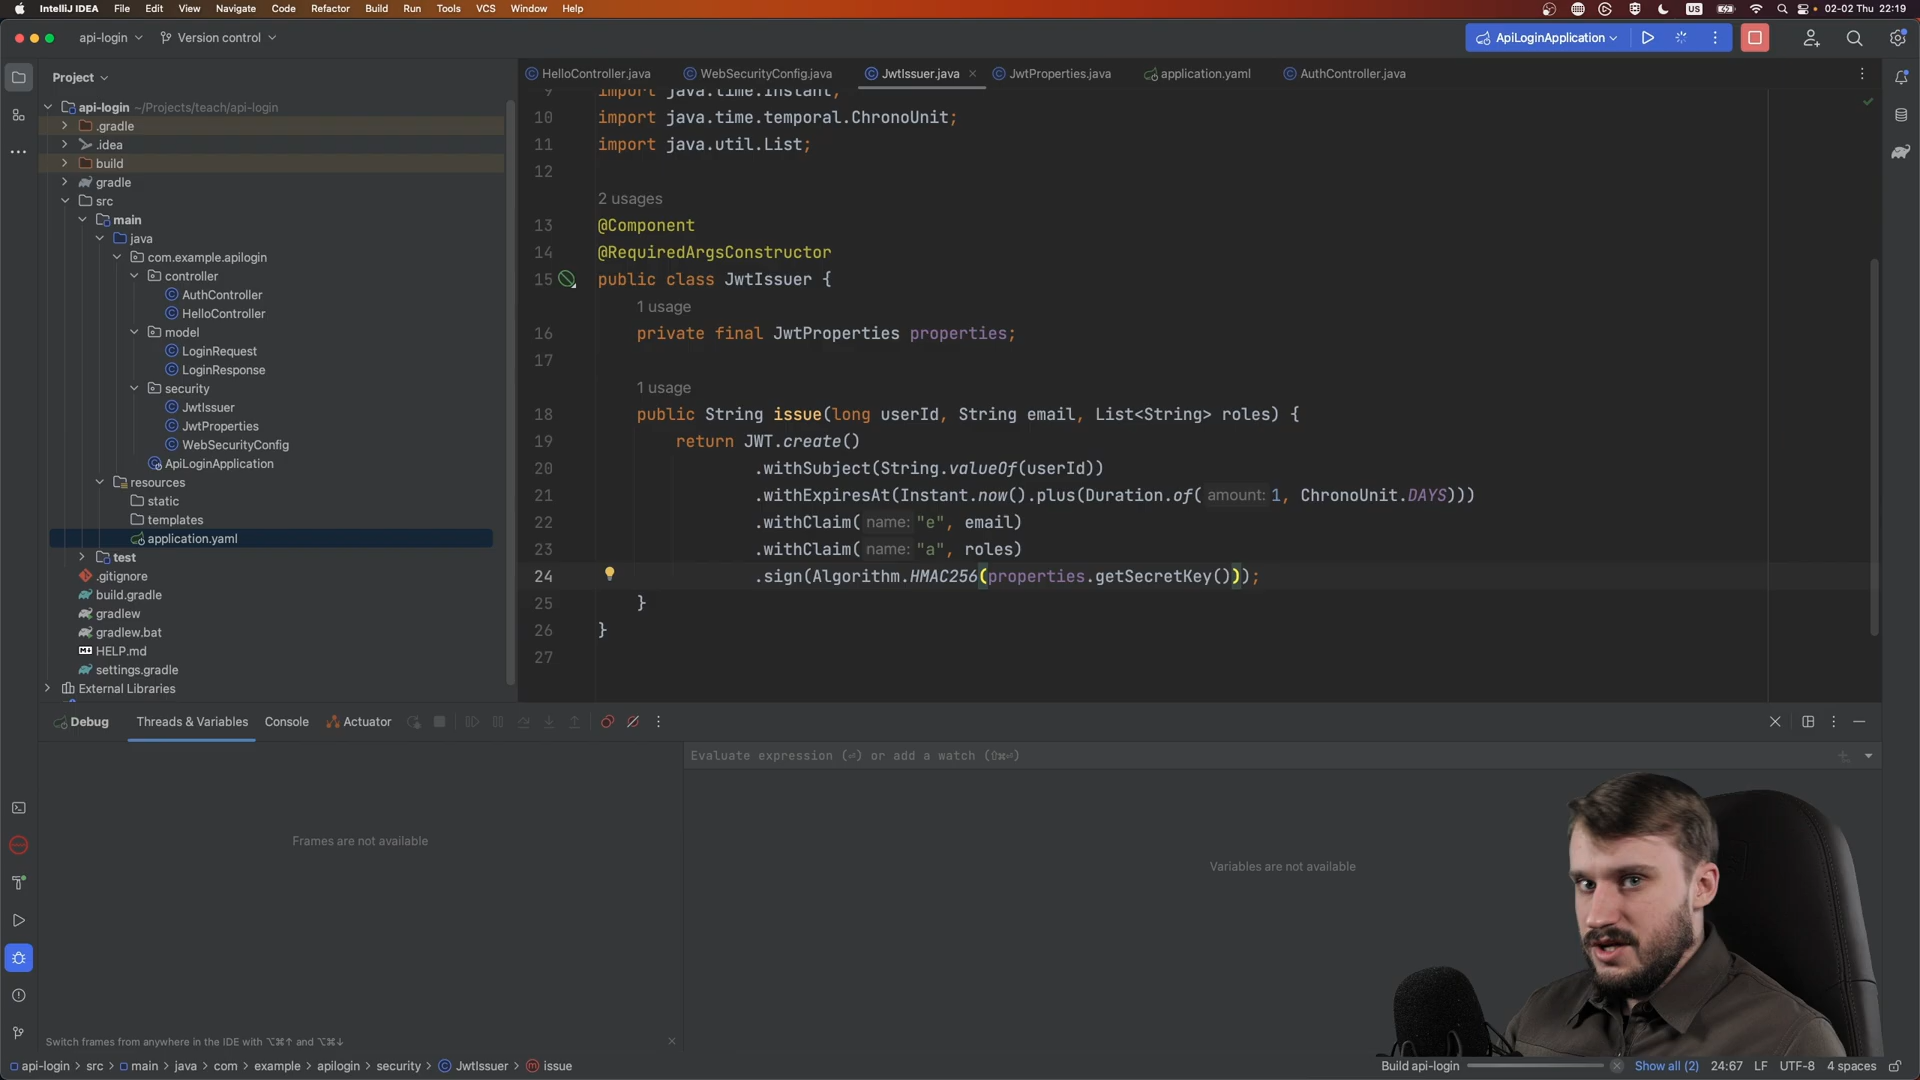 IntelliJ IDEA File Edit View Navigate Code Refactor Build Run Tools VCS Window Help US 02-02 Thu 22:19
api-login Version control ApiLoginApplication
Project
HelloController.java WebSecurityConfig.java JwtIssuer.java JwtProperties.java application.yaml AuthController.java
api-login ~/Projects/teach/api-login
.gradle
.idea
build
gradle
src
main
java
com.example.apilogin
controller
AuthController
HelloController
model
LoginRequest
LoginResponse
security
JwtIssuer
JwtProperties
WebSecurityConfig
ApiLoginApplication
resources
static
templates
application.yaml
test
.gitignore
build.gradle
gradlew
gradlew.bat
HELP.md
settings.gradle
External Libraries
9 import java.time.Instant;
10 import java.time.temporal.ChronoUnit;
11 import java.util.List;
12
2 usages
13 @Component
14 @RequiredArgsConstructor
15 public class JwtIssuer {
1 usage
16 private final JwtProperties properties;
17
1 usage
18 public String issue(long userId, String email, List<String> roles) {
19 return JWT.create()
20 .withSubject(String.valueOf(userId))
21 .withExpiresAt(Instant.now().plus(Duration.of( amount: 1, ChronoUnit.DAYS)))
22 .withClaim( name: "e", email)
23 .withClaim( name: "a", roles)
24 .sign(Algorithm.HMAC256(properties.getSecretKey()));
25 }
26 }
27
Debug Threads & Variables Console Actuator
Evaluate expression (⏎) or add a watch (⇧⌘⏎)
Frames are not available
Variables are not available
Switch frames from anywhere in the IDE with ⌥⌘↑ and ⌥⌘↓
api-login > src > main > java > com > example > apilogin > security > JwtIssuer > issue Build api-login Show all (2) 24:67 LF UTF-8 4 spaces